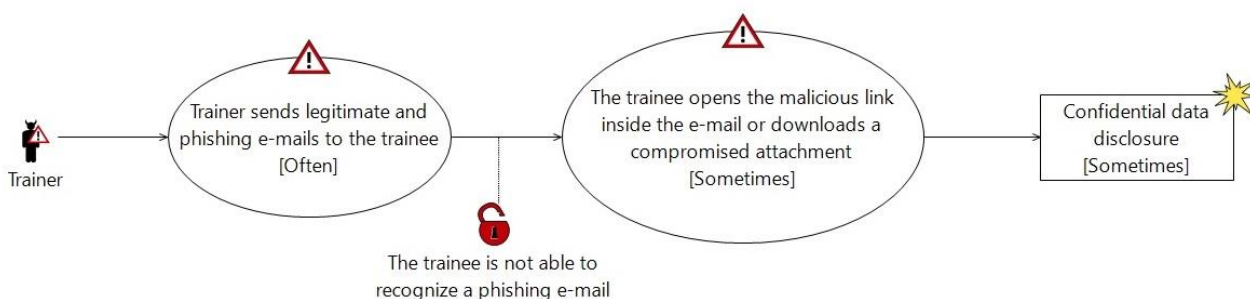 Trainer
Trainer sends legitimate and
phishing e-mails to the trainee
[Often]
The trainee is not able to
recognize a phishing e-mail
The trainee opens the malicious link
inside the e-mail or downloads a
compromised attachment
[Sometimes]
Confidential data
disclosure
[Sometimes]